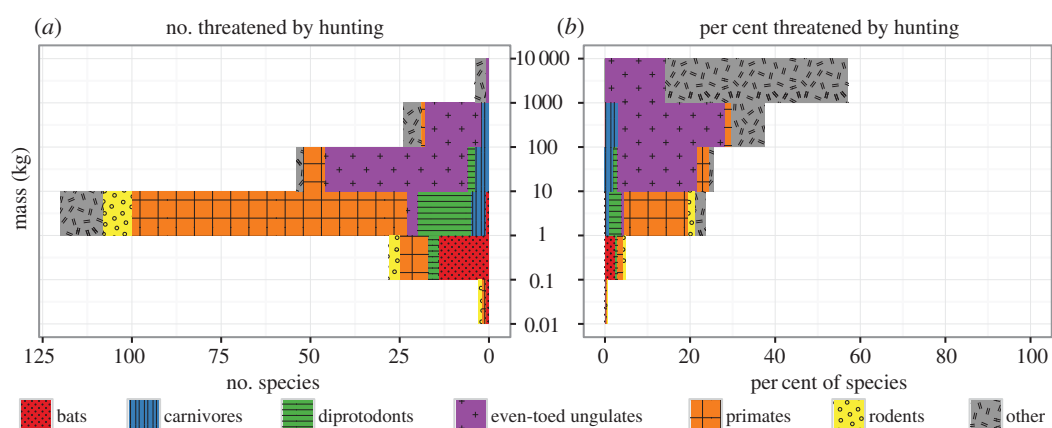 (a) no. threatened by hunting
(b) per cent threatened by hunting
mass (kg)
10 000
1000
100
10
1
0.1
0.01
125 100 50 25 0
0 20 40 60 80 100
no. species
per cent of species
bats carnivores diprotodonts even-toed ungulates primates rodents other